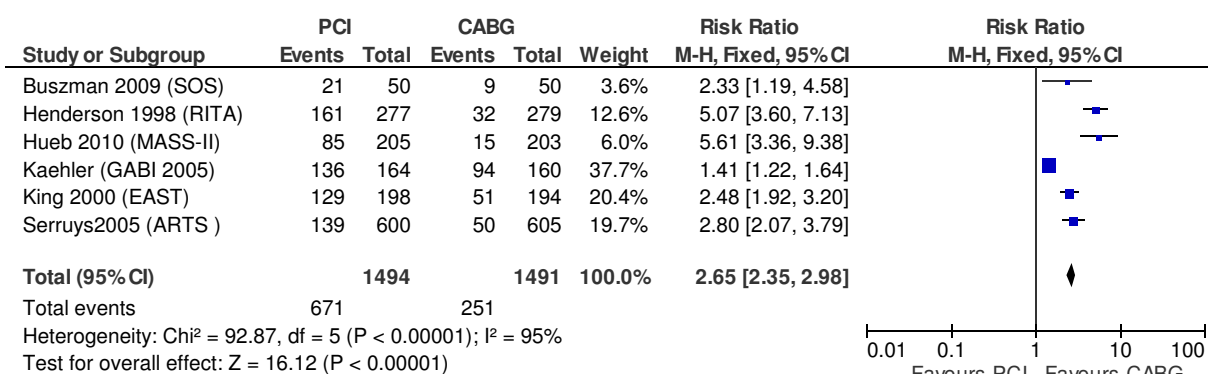 PCI CABG Risk Ratio Risk Ratio
Study or Subgroup Events Total Events Total Weight M-H, Fixed, 95% CI M-H, Fixed, 95% CI
Buszman 2009 (SOS) 21 50 9 50 3.6% 2.33 [1.19, 4.58]
Henderson 1998 (RITA) 161 277 32 279 12.6% 5.07 [3.60, 7.13]
Hueb 2010 (MASS-II) 85 205 15 203 6.0% 5.61 [3.36, 9.38]
Kaehler (GABI 2005) 136 164 94 160 37.7% 1.41 [1.22, 1.64]
King 2000 (EAST) 129 198 51 194 20.4% 2.48 [1.92, 3.20]
Serruys2005 (ARTS ) 139 600 50 605 19.7% 2.80 [2.07, 3.79]
Total (95% CI) 1494 1491 100.0% 2.65 [2.35, 2.98]
Total events 671 251
Heterogeneity: Chi² = 92.87, df = 5 (P < 0.00001); I² = 95%
Test for overall effect: Z = 16.12 (P < 0.00001)
0.01 0.1 1 10 100
Favours PCI Favours CABG